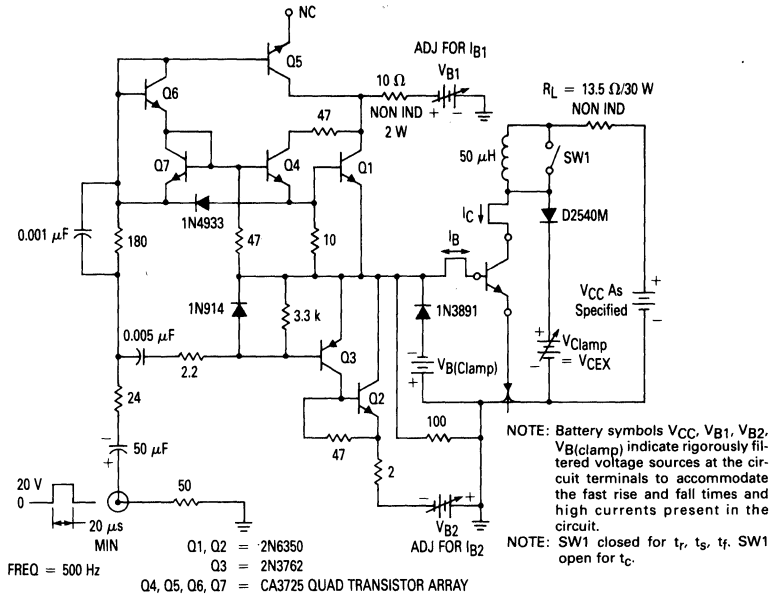 NC
Q5
ADJ FOR IB1
VB1
10 Ω
NON IND
2 W
+ −
RL = 13.5 Ω/30 W
NON IND
Q6
47
50 μH
SW1
Q7
Q4
Q1
IC
D2540M
1N4933
0.001 μF
180
47
10
IB
VCC As
Specified
+
−
1N914
3.3 k
1N3891
0.005 μF
2.2
Q3
−
+
VB(Clamp)
+
−
VClamp
= VCEX
Q2
24
47
100
−
+
50 μF
2
20 V
0
20 μs
MIN
50
− +
VB2
ADJ FOR IB2
FREQ = 500 Hz
Q1, Q2 = 2N6350
Q3 = 2N3762
Q4, Q5, Q6, Q7 = CA3725 QUAD TRANSISTOR ARRAY
NOTE: Battery symbols VCC, VB1, VB2,
VB(clamp) indicate rigorously fil-
tered voltage sources at the cir-
cuit terminals to accommodate
the fast rise and fall times and
high currents present in the
circuit.
NOTE: SW1 closed for tr, ts, tf. SW1
open for tc.